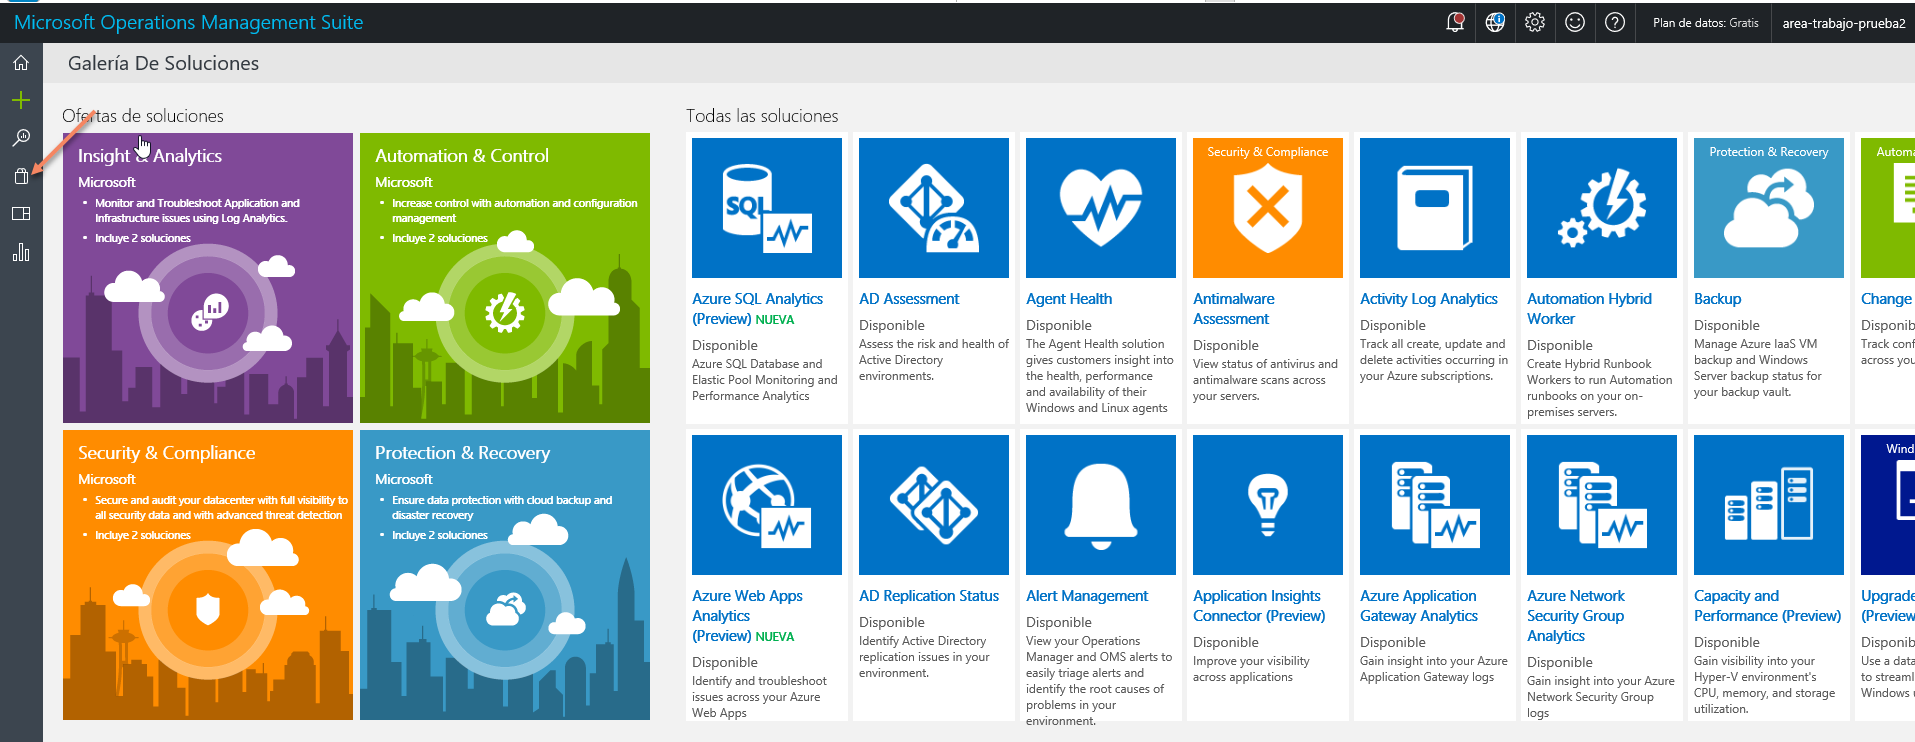 Microsoft Operations Management Suite
Plan de datos: Gratis
area-trabajo-prueba2
Galería De Soluciones
Ofertas de soluciones
Insight & Analytics
Microsoft
• Monitor and Troubleshoot Application and
Infrastructure issues using Log Analytics.
• Incluye 2 soluciones
Automation & Control
Microsoft
• Increase control with automation and configuration
management
• Incluye 2 soluciones
Security & Compliance
Microsoft
• Secure and audit your datacenter with full visibility to
all security data and with advanced threat detection
• Incluye 2 soluciones
Protection & Recovery
Microsoft
• Ensure data protection with cloud backup and
disaster recovery
• Incluye 2 soluciones
Todas las soluciones
SQL
Azure SQL Analytics
(Preview) NUEVA
Disponible
Azure SQL Database and
Elastic Pool Monitoring and
Performance Analytics
AD Assessment
Disponible
Assess the risk and health of
Active Directory
environments.
Agent Health
Disponible
The Agent Health solution
gives customers insight into
the health, performance
and availability of their
Windows and Linux agents
Security & Compliance
Antimalware
Assessment
Disponible
View status of antivirus and
antimalware scans across
your servers.
Activity Log Analytics
Disponible
Track all create, update and
delete activities occurring in
your Azure subscriptions.
Automation Hybrid
Worker
Disponible
Create Hybrid Runbook
Workers to run Automation
runbooks on your on-
premises servers.
Protection & Recovery
Backup
Disponible
Manage Azure IaaS VM
backup and Windows
Server backup status for
your backup vault.
Automa
Change
Disponib
Track conf
across you
Azure Web Apps
Analytics
(Preview) NUEVA
Disponible
Identify and troubleshoot
issues across your Azure
Web Apps
AD Replication Status
Disponible
Identify Active Directory
replication issues in your
environment.
Alert Management
Disponible
View your Operations
Manager and OMS alerts to
easily triage alerts and
identify the root causes of
problems in your
environment.
Application Insights
Connector (Preview)
Disponible
Improve your visibility
across applications
Azure Application
Gateway Analytics
Disponible
Gain insight into your Azure
Application Gateway logs
Azure Network
Security Group
Analytics
Disponible
Gain insight into your Azure
Network Security Group
logs
Capacity and
Performance (Preview)
Disponible
Gain visibility into your
Hyper-V environment's
CPU, memory, and storage
utilization.
Wind
Upgrade
(Preview
Disponib
Use a data
to streaml
Windows u